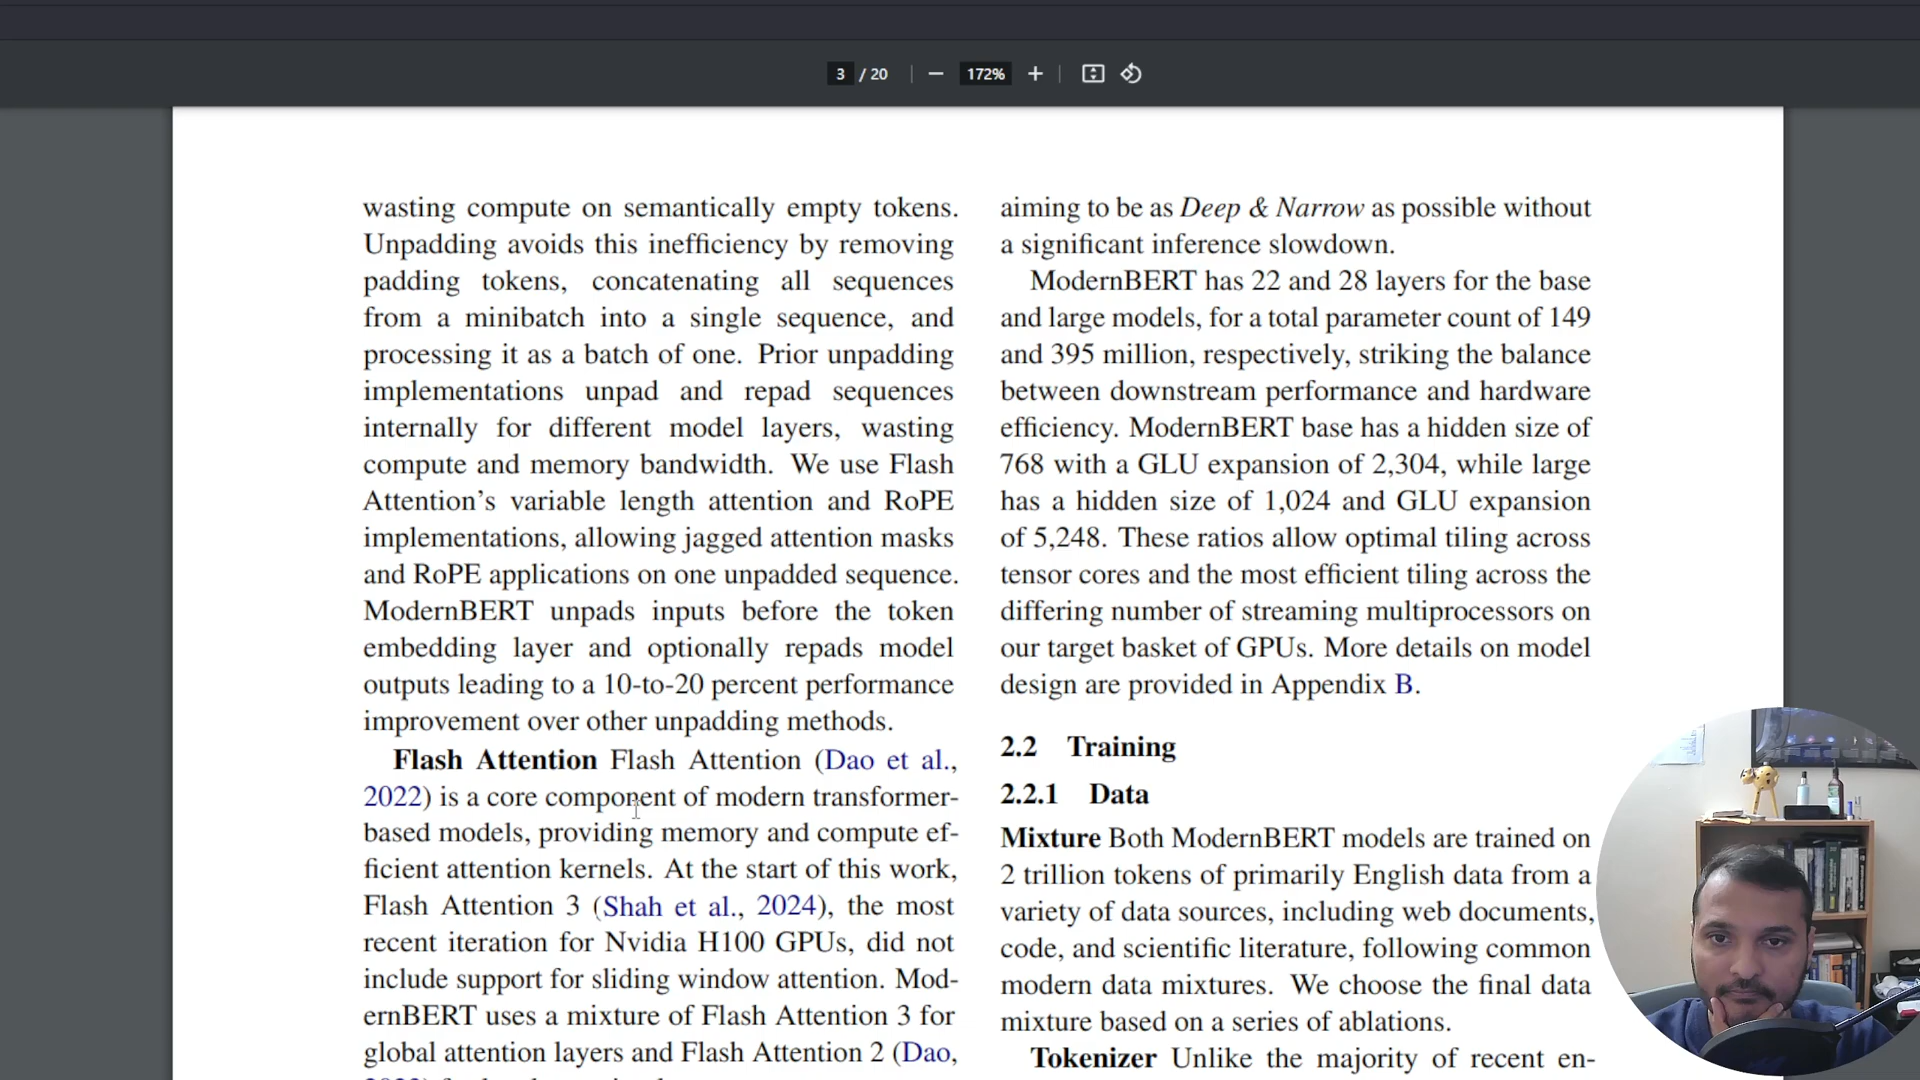 3 / 20
172%
wasting compute on semantically empty tokens.
Unpadding avoids this inefficiency by removing
padding tokens, concatenating all sequences
from a minibatch into a single sequence, and
processing it as a batch of one. Prior unpadding
implementations unpad and repad sequences
internally for different model layers, wasting
compute and memory bandwidth. We use Flash
Attention’s variable length attention and RoPE
implementations, allowing jagged attention masks
and RoPE applications on one unpadded sequence.
ModernBERT unpads inputs before the token
embedding layer and optionally repads model
outputs leading to a 10-to-20 percent performance
improvement over other unpadding methods.
Flash Attention Flash Attention (Dao et al.,
2022) is a core component of modern transformer-
based models, providing memory and compute ef-
ficient attention kernels. At the start of this work,
Flash Attention 3 (Shah et al., 2024), the most
recent iteration for Nvidia H100 GPUs, did not
include support for sliding window attention. Mod-
ernBERT uses a mixture of Flash Attention 3 for
global attention layers and Flash Attention 2 (Dao,
aiming to be as Deep & Narrow as possible without
a significant inference slowdown.
ModernBERT has 22 and 28 layers for the base
and large models, for a total parameter count of 149
and 395 million, respectively, striking the balance
between downstream performance and hardware
efficiency. ModernBERT base has a hidden size of
768 with a GLU expansion of 2,304, while large
has a hidden size of 1,024 and GLU expansion
of 5,248. These ratios allow optimal tiling across
tensor cores and the most efficient tiling across the
differing number of streaming multiprocessors on
our target basket of GPUs. More details on model
design are provided in Appendix B.
2.2 Training
2.2.1 Data
Mixture Both ModernBERT models are trained on
2 trillion tokens of primarily English data from a
variety of data sources, including web documents,
code, and scientific literature, following common
modern data mixtures. We choose the final data
mixture based on a series of ablations.
Tokenizer Unlike the majority of recent en-